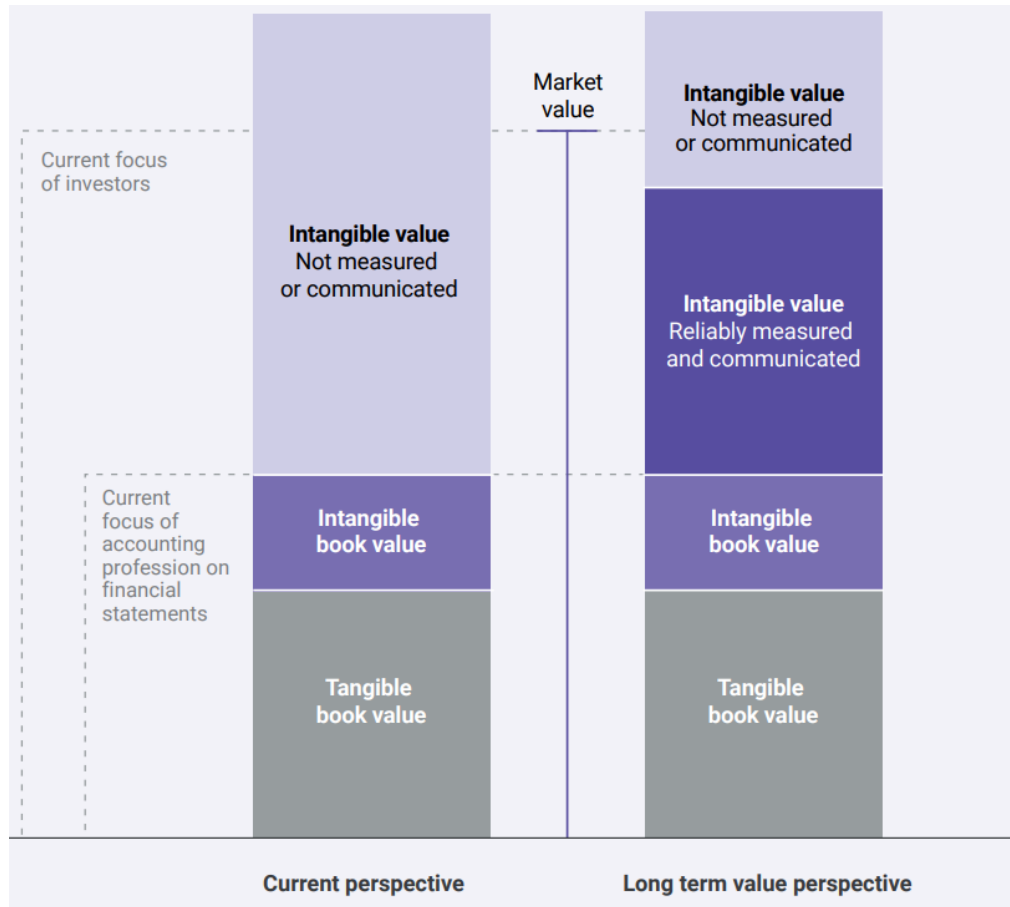 Market
value
Current focus
of investors
Intangible value
Not measured
or communicated
Intangible value
Not measured
or communicated
Intangible value
Reliably measured
and communicated
Current
focus of
accounting
profession on
financial
statements
Intangible
book value
Intangible
book value
Tangible
book value
Tangible
book value
Current perspective
Long term value perspective